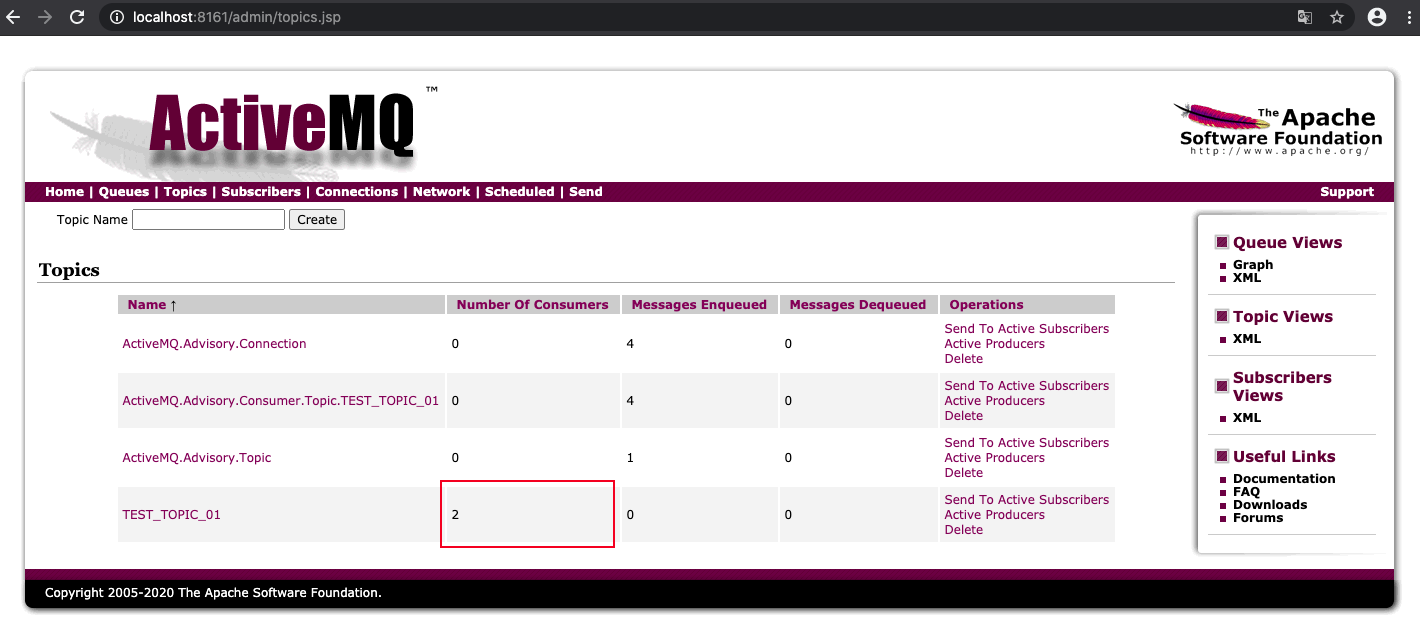 localhost:8161/admin/topics.jsp
ActiveMQ ™
The Apache
Software Foundation
http://www.apache.org/
Home | Queues | Topics | Subscribers | Connections | Network | Scheduled | Send
Support
Topic Name
Create
Topics
Name ↑ Number Of Consumers Messages Enqueued Messages Dequeued Operations
ActiveMQ.Advisory.Connection 0 4 0 Send To Active Subscribers
Active Producers
Delete
ActiveMQ.Advisory.Consumer.Topic.TEST_TOPIC_01 0 4 0 Send To Active Subscribers
Active Producers
Delete
ActiveMQ.Advisory.Topic 0 1 0 Send To Active Subscribers
Active Producers
Delete
TEST_TOPIC_01 2 0 0 Send To Active Subscribers
Active Producers
Delete
Queue Views
Graph
XML
Topic Views
XML
Subscribers
Views
XML
Useful Links
Documentation
FAQ
Downloads
Forums
Copyright 2005-2020 The Apache Software Foundation.